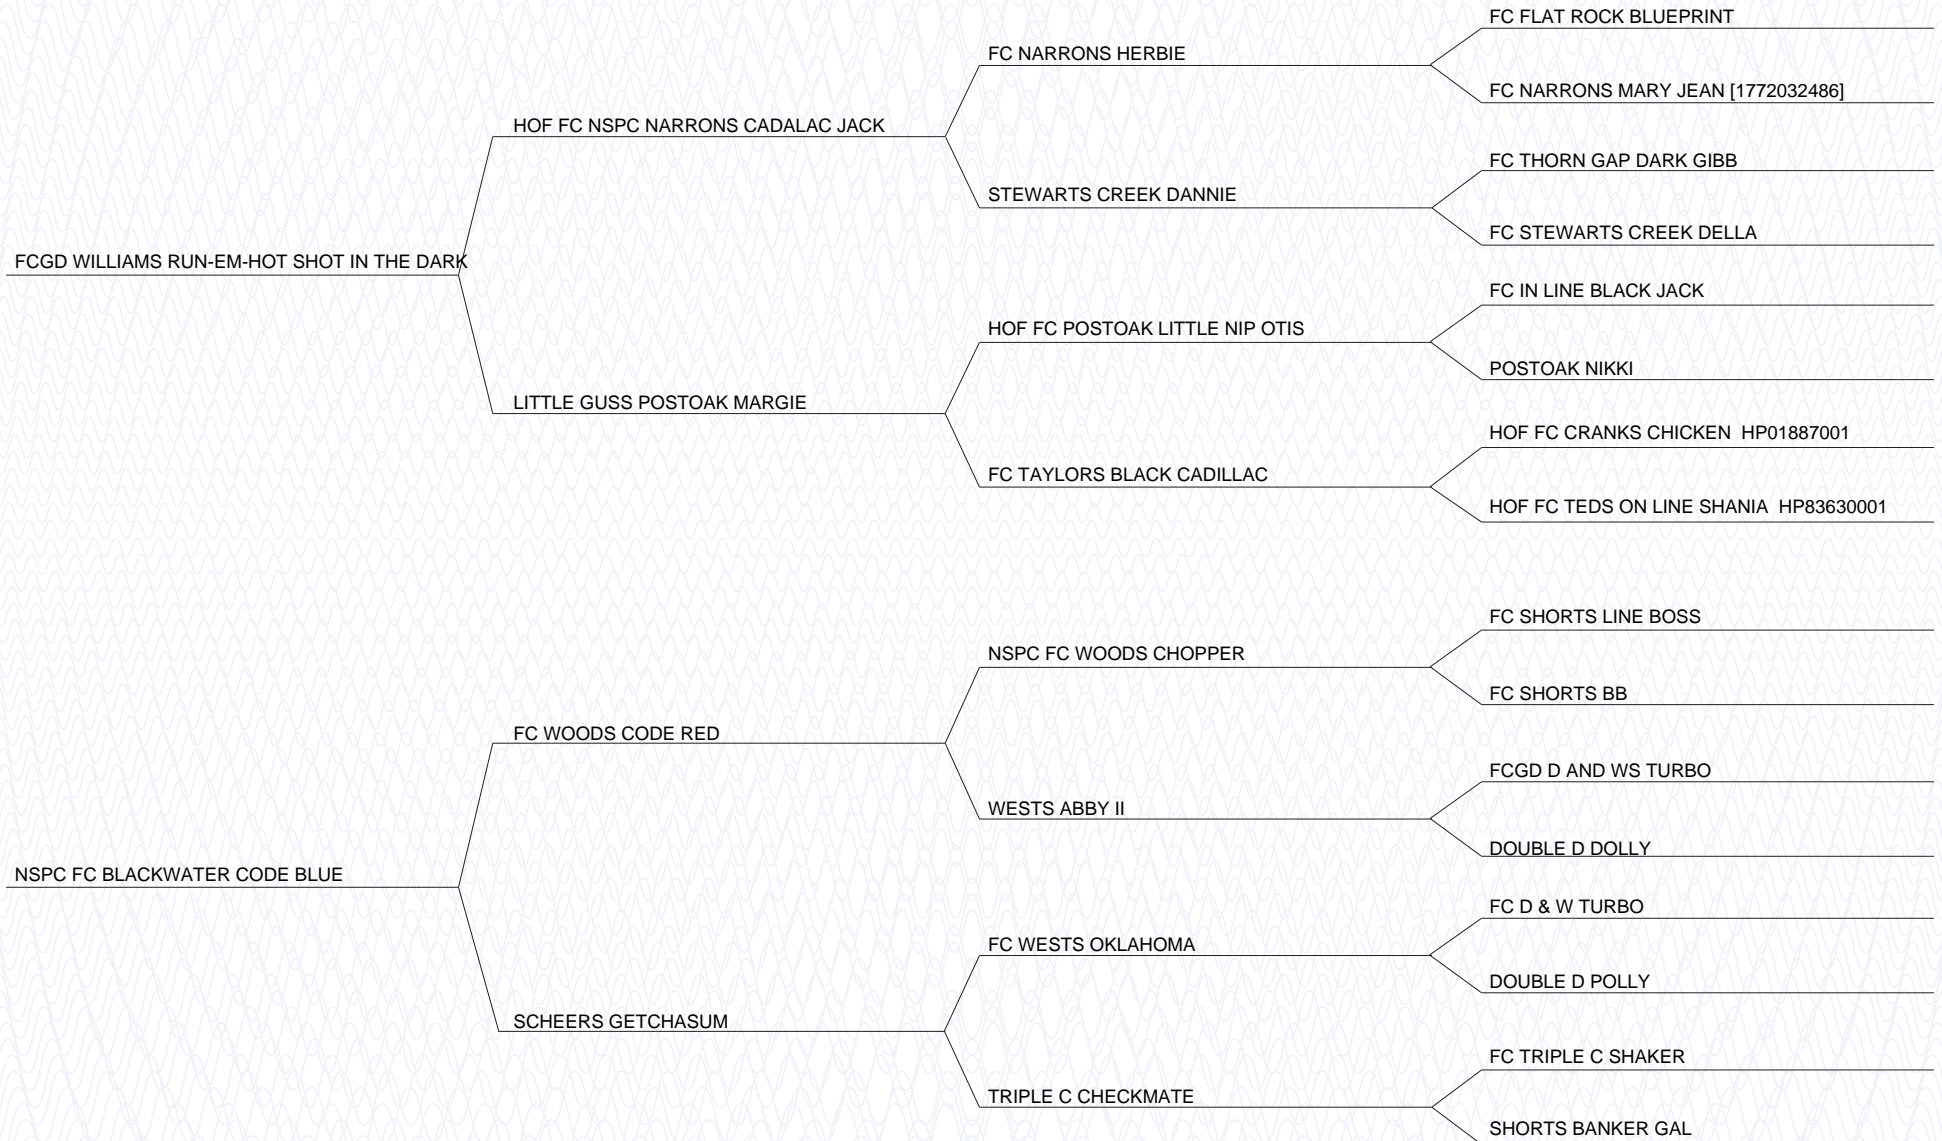 FC FLAT ROCK BLUEPRINT
FC NARRONS HERBIE
FC NARRONS MARY JEAN [1772032486]
HOF FC NSPC NARRONS CADALAC JACK
FC THORN GAP DARK GIBB
STEWARTS CREEK DANNIE
FC STEWARTS CREEK DELLA
FCGD WILLIAMS RUN-EM-HOT SHOT IN THE DARK
FC IN LINE BLACK JACK
HOF FC POSTOAK LITTLE NIP OTIS
POSTOAK NIKKI
LITTLE GUSS POSTOAK MARGIE
HOF FC CRANKS CHICKEN  HP01887001
FC TAYLORS BLACK CADILLAC
HOF FC TEDS ON LINE SHANIA  HP83630001
FC SHORTS LINE BOSS
NSPC FC WOODS CHOPPER
FC SHORTS BB
FC WOODS CODE RED
FCGD D AND WS TURBO
WESTS ABBY II
DOUBLE D DOLLY
NSPC FC BLACKWATER CODE BLUE
FC D & W TURBO
FC WESTS OKLAHOMA
DOUBLE D POLLY
SCHEERS GETCHASUM
FC TRIPLE C SHAKER
TRIPLE C CHECKMATE
SHORTS BANKER GAL